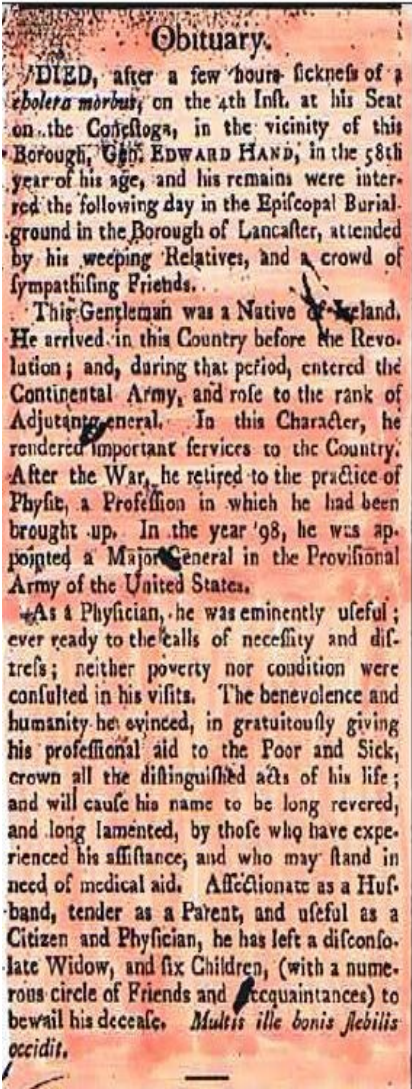 Obituary.
DIED, after a few hours ſickneſs of a
cholera morbus, on the 4th Inſt. at his Seat
on the Coneſtoga, in the vicinity of this
Borough, Gen. EDWARD HAND, in the 58th
year of his age, and his remains were inter-
red the following day in the Epiſcopal Burial-
ground in the Borough of Lancaſter, attended
by his weeping Relatives, and a crowd of
ſympathiſing Friends.
This Gentleman was a Native of Ireland.
He arrived in this Country before the Revo-
lution; and, during that period, entered the
Continental Army, and roſe to the rank of
Adjutant General. In this Character, he
rendered important ſervices to the Country.
After the War, he retired to the practice of
Phyſic, a Profeſſion in which he had been
brought up. In the year '98, he was ap-
pointed a Major General in the Proviſional
Army of the United States.
As a Phyſician, he was eminently uſeful;
ever ready to the calls of neceſſity and diſ-
treſs; neither poverty nor condition were
conſulted in his viſits. The benevolence and
humanity he evinced, in gratuitouſly giving
his profeſſional aid to the Poor and Sick,
crown all the diſtinguiſhed acts of his life;
and will cauſe his name to be long revered,
and long lamented, by thoſe who have expe-
rienced his aſſiſtance, and who may ſtand in
need of medical aid. Affectionate as a Huſ-
band, tender as a Parent, and uſeful as a
Citizen and Phyſician, he has left a diſconſo-
late Widow, and ſix Children, (with a nume-
rous circle of Friends and Acquaintances) to
bewail his deceaſe. Multis ille bonis flebilis
occidit.